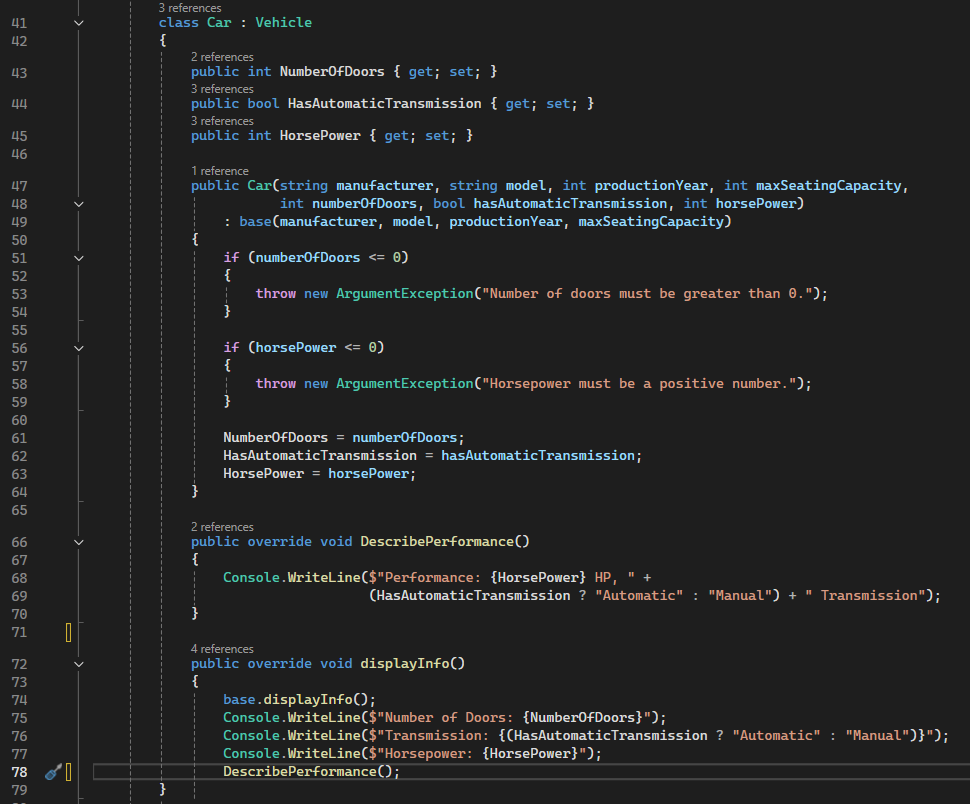 3 references
41 class Car : Vehicle
42 {
2 references
43 public int NumberOfDoors { get; set; }
3 references
44 public bool HasAutomaticTransmission { get; set; }
3 references
45 public int HorsePower { get; set; }
46
1 reference
47 public Car(string manufacturer, string model, int productionYear, int maxSeatingCapacity,
48 int numberOfDoors, bool hasAutomaticTransmission, int horsePower)
49 : base(manufacturer, model, productionYear, maxSeatingCapacity)
50 {
51 if (numberOfDoors <= 0)
52 {
53 throw new ArgumentException("Number of doors must be greater than 0.");
54 }
55
56 if (horsePower <= 0)
57 {
58 throw new ArgumentException("Horsepower must be a positive number.");
59 }
60
61 NumberOfDoors = numberOfDoors;
62 HasAutomaticTransmission = hasAutomaticTransmission;
63 HorsePower = horsePower;
64 }
65
2 references
66 public override void DescribePerformance()
67 {
68 Console.WriteLine($"Performance: {HorsePower} HP, " +
69 (HasAutomaticTransmission ? "Automatic" : "Manual") + " Transmission");
70 }
71
4 references
72 public override void displayInfo()
73 {
74 base.displayInfo();
75 Console.WriteLine($"Number of Doors: {NumberOfDoors}");
76 Console.WriteLine($"Transmission: {(HasAutomaticTransmission ? "Automatic" : "Manual")}");
77 Console.WriteLine($"Horsepower: {HorsePower}");
78 DescribePerformance();
79 }